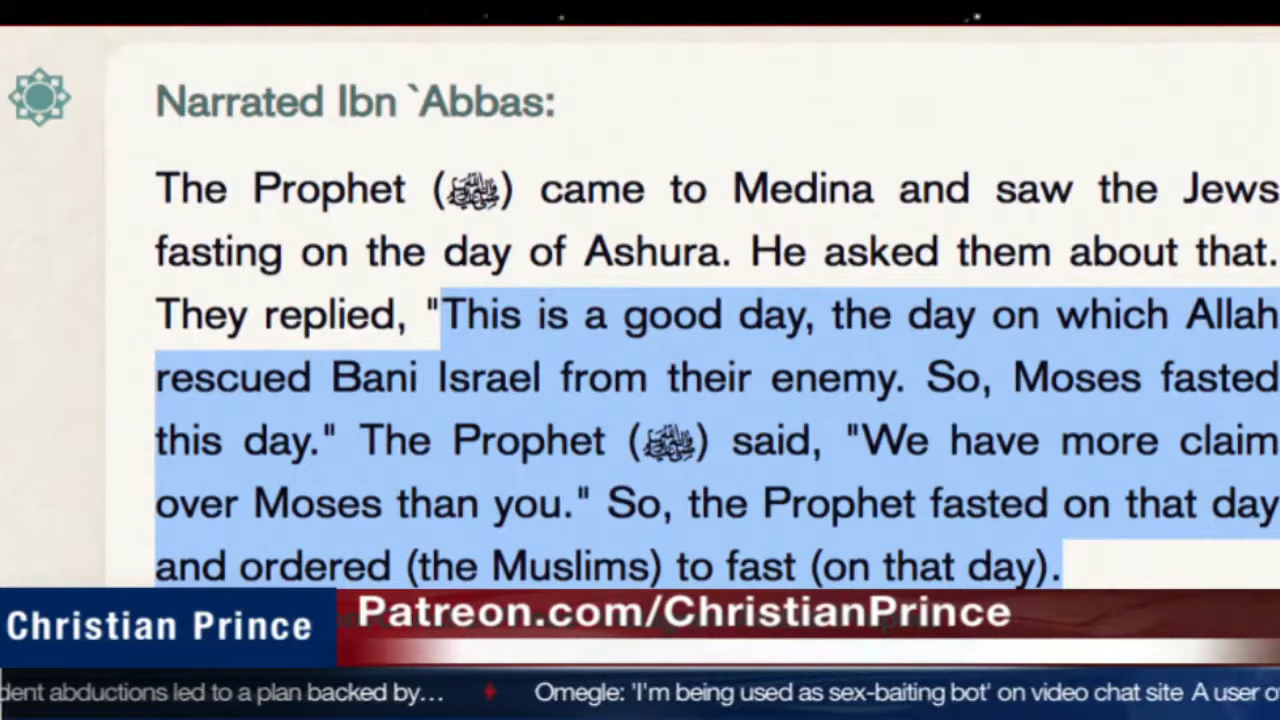 Narrated Ibn `Abbas:
The Prophet (ﷺ) came to Medina and saw the Jews
fasting on the day of Ashura. He asked them about that.
They replied, "This is a good day, the day on which Allah
rescued Bani Israel from their enemy. So, Moses fasted
this day." The Prophet (ﷺ) said, "We have more claim
over Moses than you." So, the Prophet fasted on that day
and ordered (the Muslims) to fast (on that day).
Christian Prince
Patreon.com/ChristianPrince
dent abductions led to a plan backed by... ♦ Omegle: 'I'm being used as sex-baiting bot' on video chat site A user o